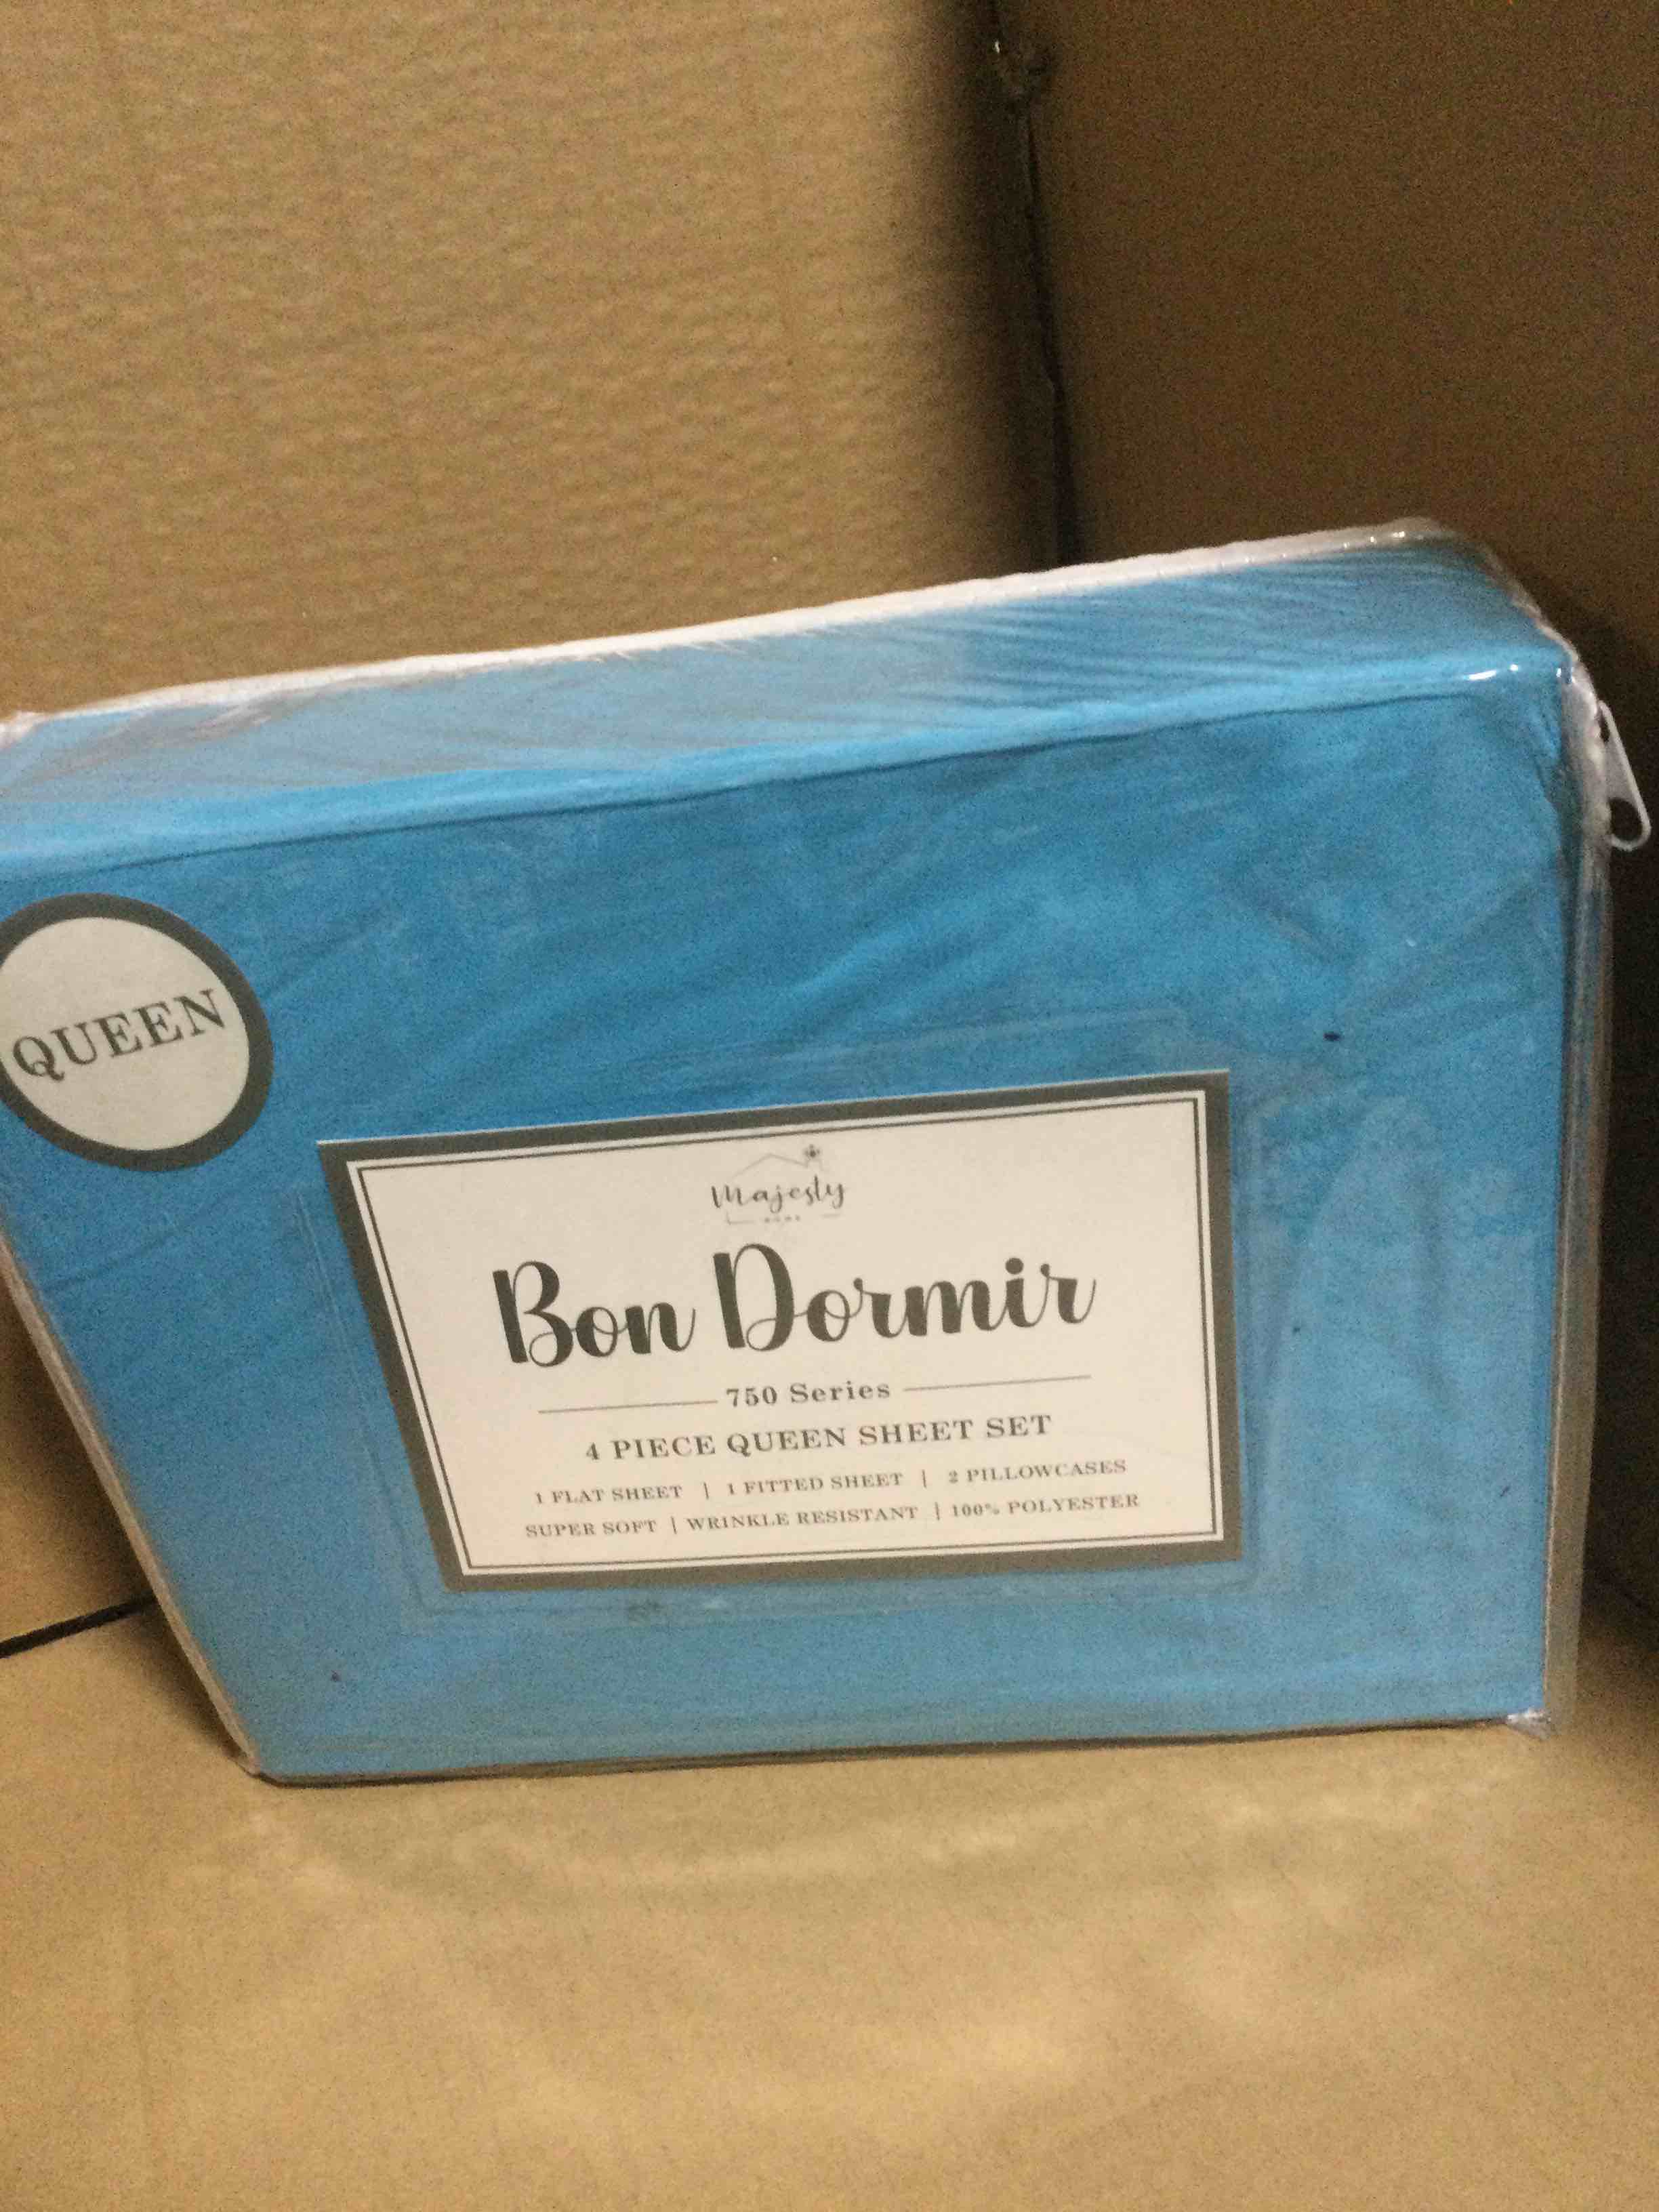 QUEEN
Majesty
HOME
Bon Dormir
750 Series
4 PIECE QUEEN SHEET SET
1 FLAT SHEET | 1 FITTED SHEET | 2 PILLOWCASES
SUPER SOFT | WRINKLE RESISTANT | 100% POLYESTER